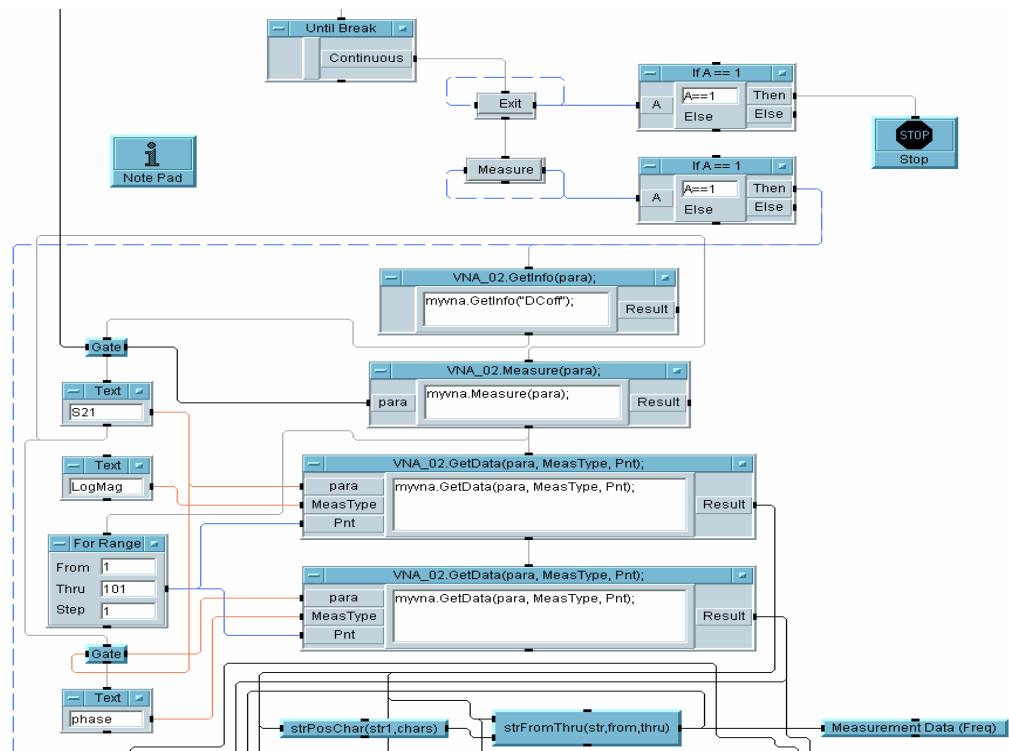 Until Break
Continuous
Exit
If A == 1
A
A==1
Then
Else
Else
STOP
Stop
i
Note Pad
Measure
If A == 1
A
A==1
Then
Else
Else
VNA_02.GetInfo(para);
myvna.GetInfo("DCoff");
Result
Gate
VNA_02.Measure(para);
para
myvna.Measure(para);
Result
Text
S21
Text
LogMag
VNA_02.GetData(para, MeasType, Pnt);
para
MeasType
Pnt
myvna.GetData(para, MeasType, Pnt);
Result
For Range
From 1
Thru 101
Step 1
VNA_02.GetData(para, MeasType, Pnt);
para
MeasType
Pnt
myvna.GetData(para, MeasType, Pnt);
Result
Gate
Text
phase
strPosChar(str1,chars)
strFromThru(str,from,thru)
Measurement Data (Freq)